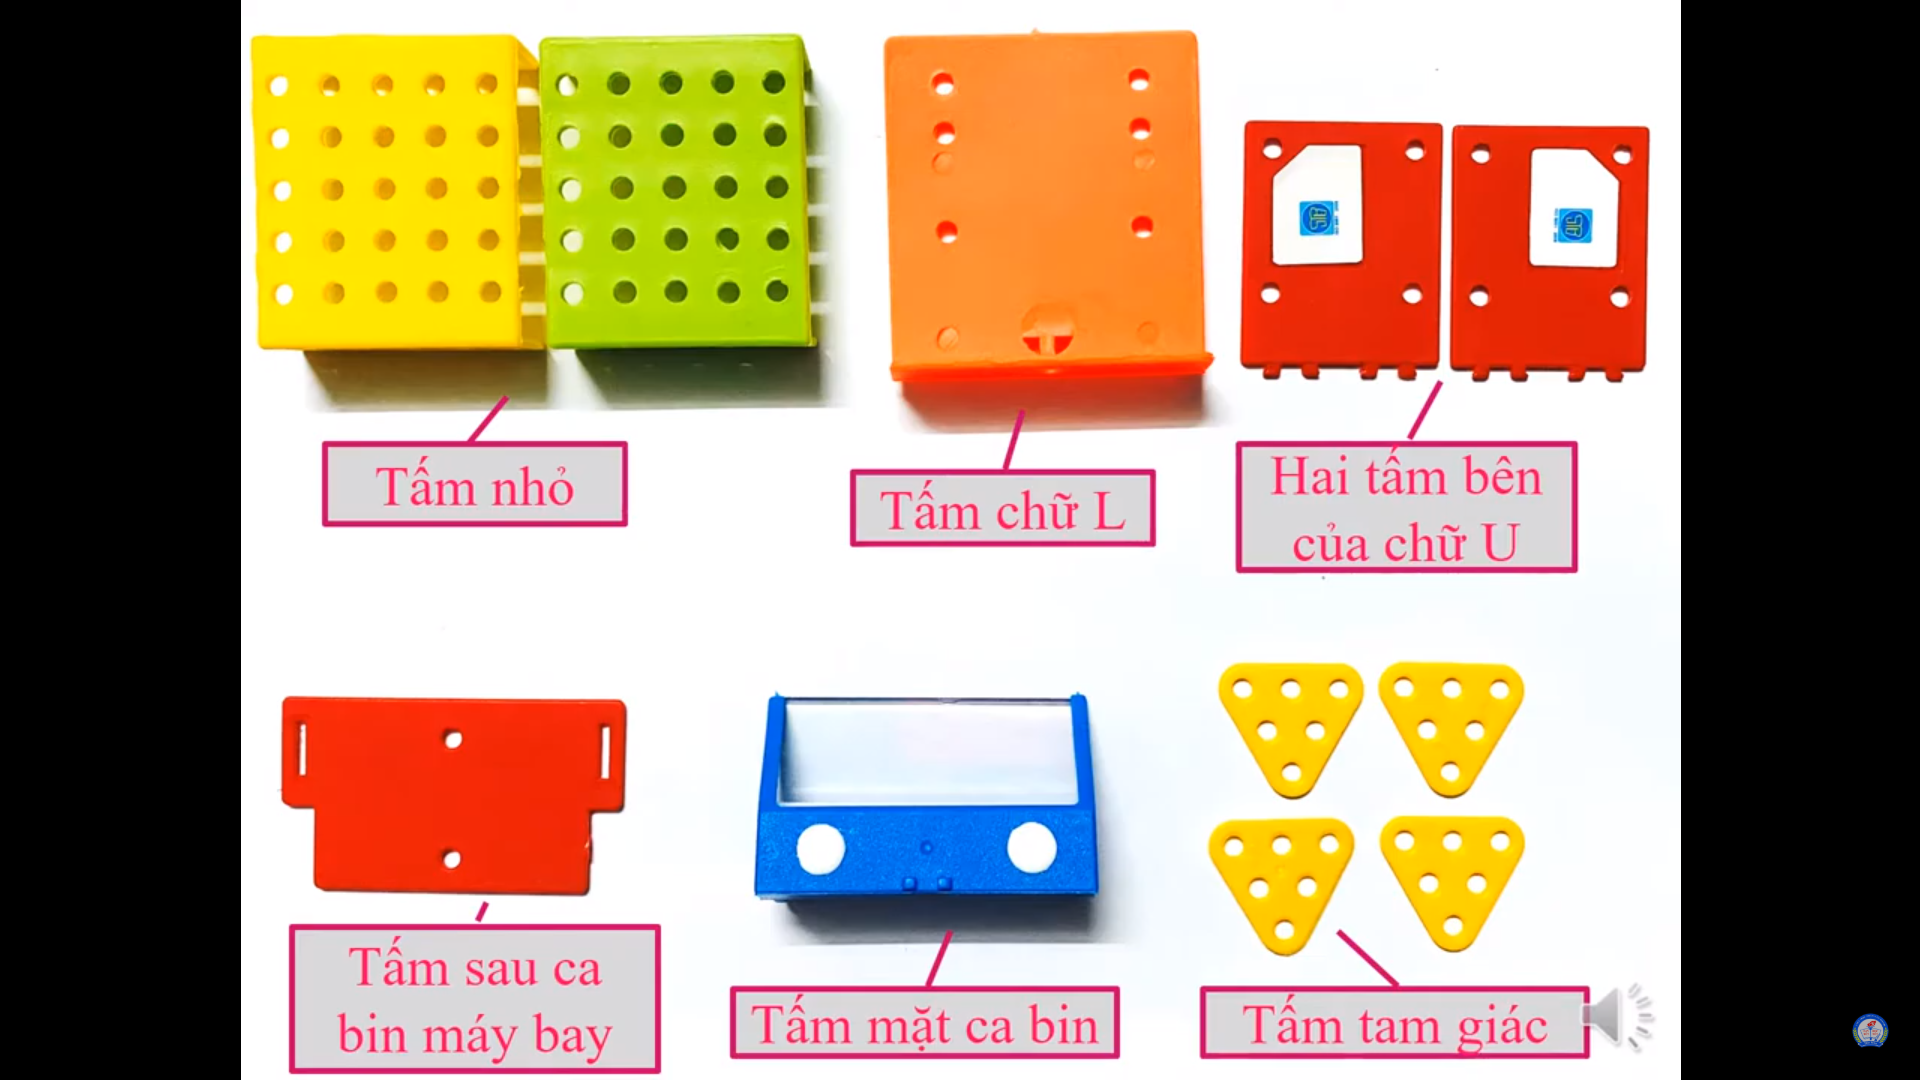 Tấm nhỏ
Tấm chữ L
Hai tấm bên
của chữ U
Tấm sau ca
bin máy bay
Tấm mặt ca bin
Tấm tam giác